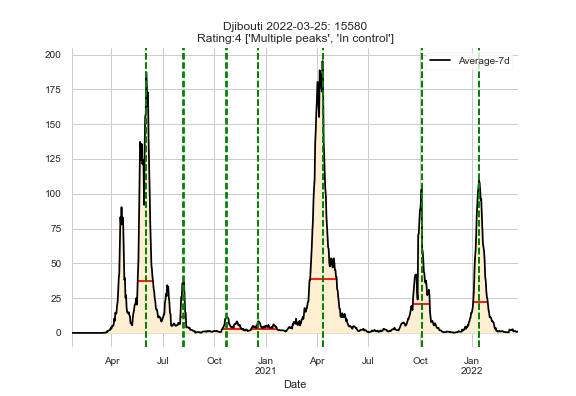 Djibouti 2022-03-25: 15580
Rating:4 ['Multiple peaks', 'In control']
Average-7d
200
175
150
125
100
75
50
25
0
Apr Jul Oct Jan Apr Jul Oct Jan
2021 2022
Date